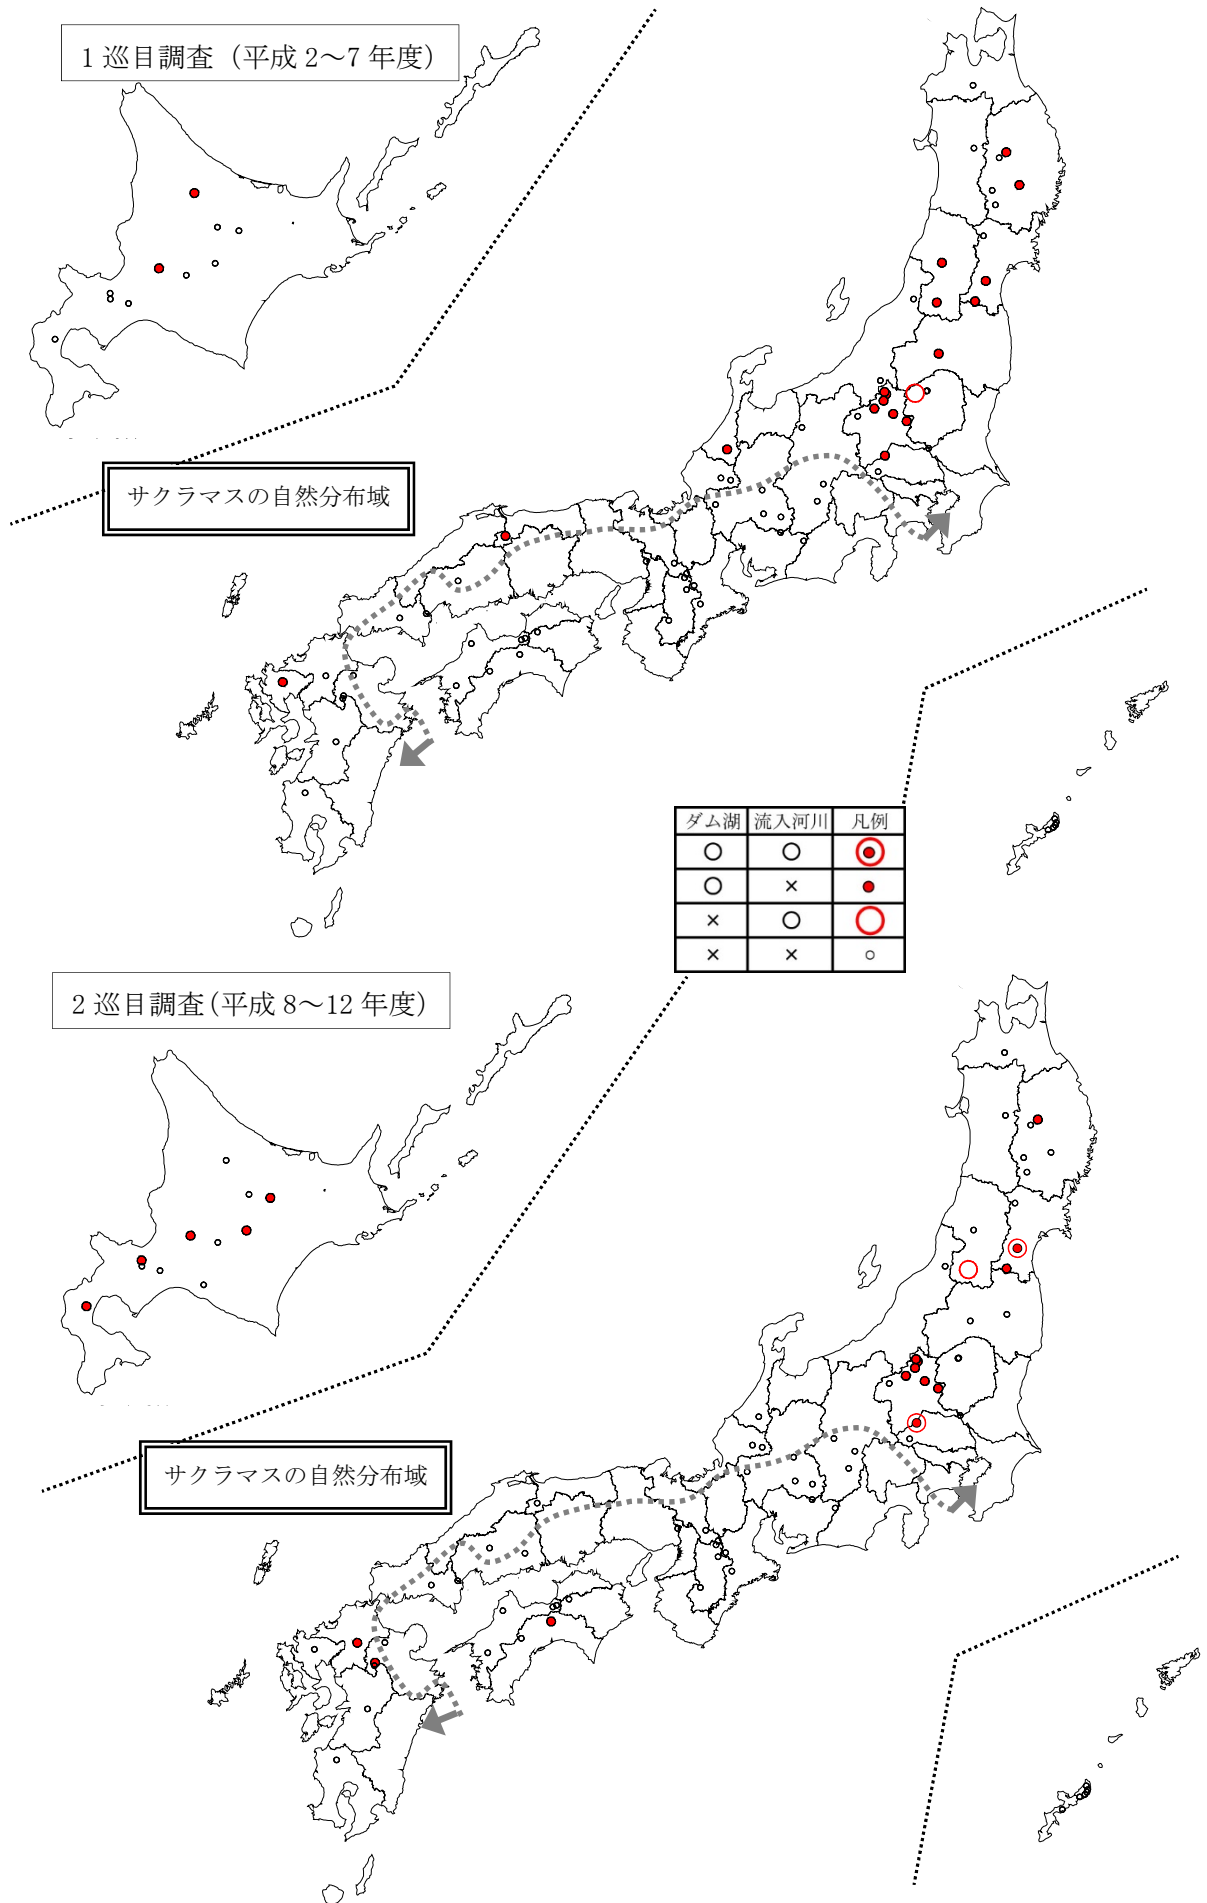 1 巡目調査（平成 2～7 年度）
サクラマスの自然分布域
ダム湖 流入河川 凡例
○ ○
○ ×
× ○
× ×
2 巡目調査(平成 8～12 年度)
サクラマスの自然分布域